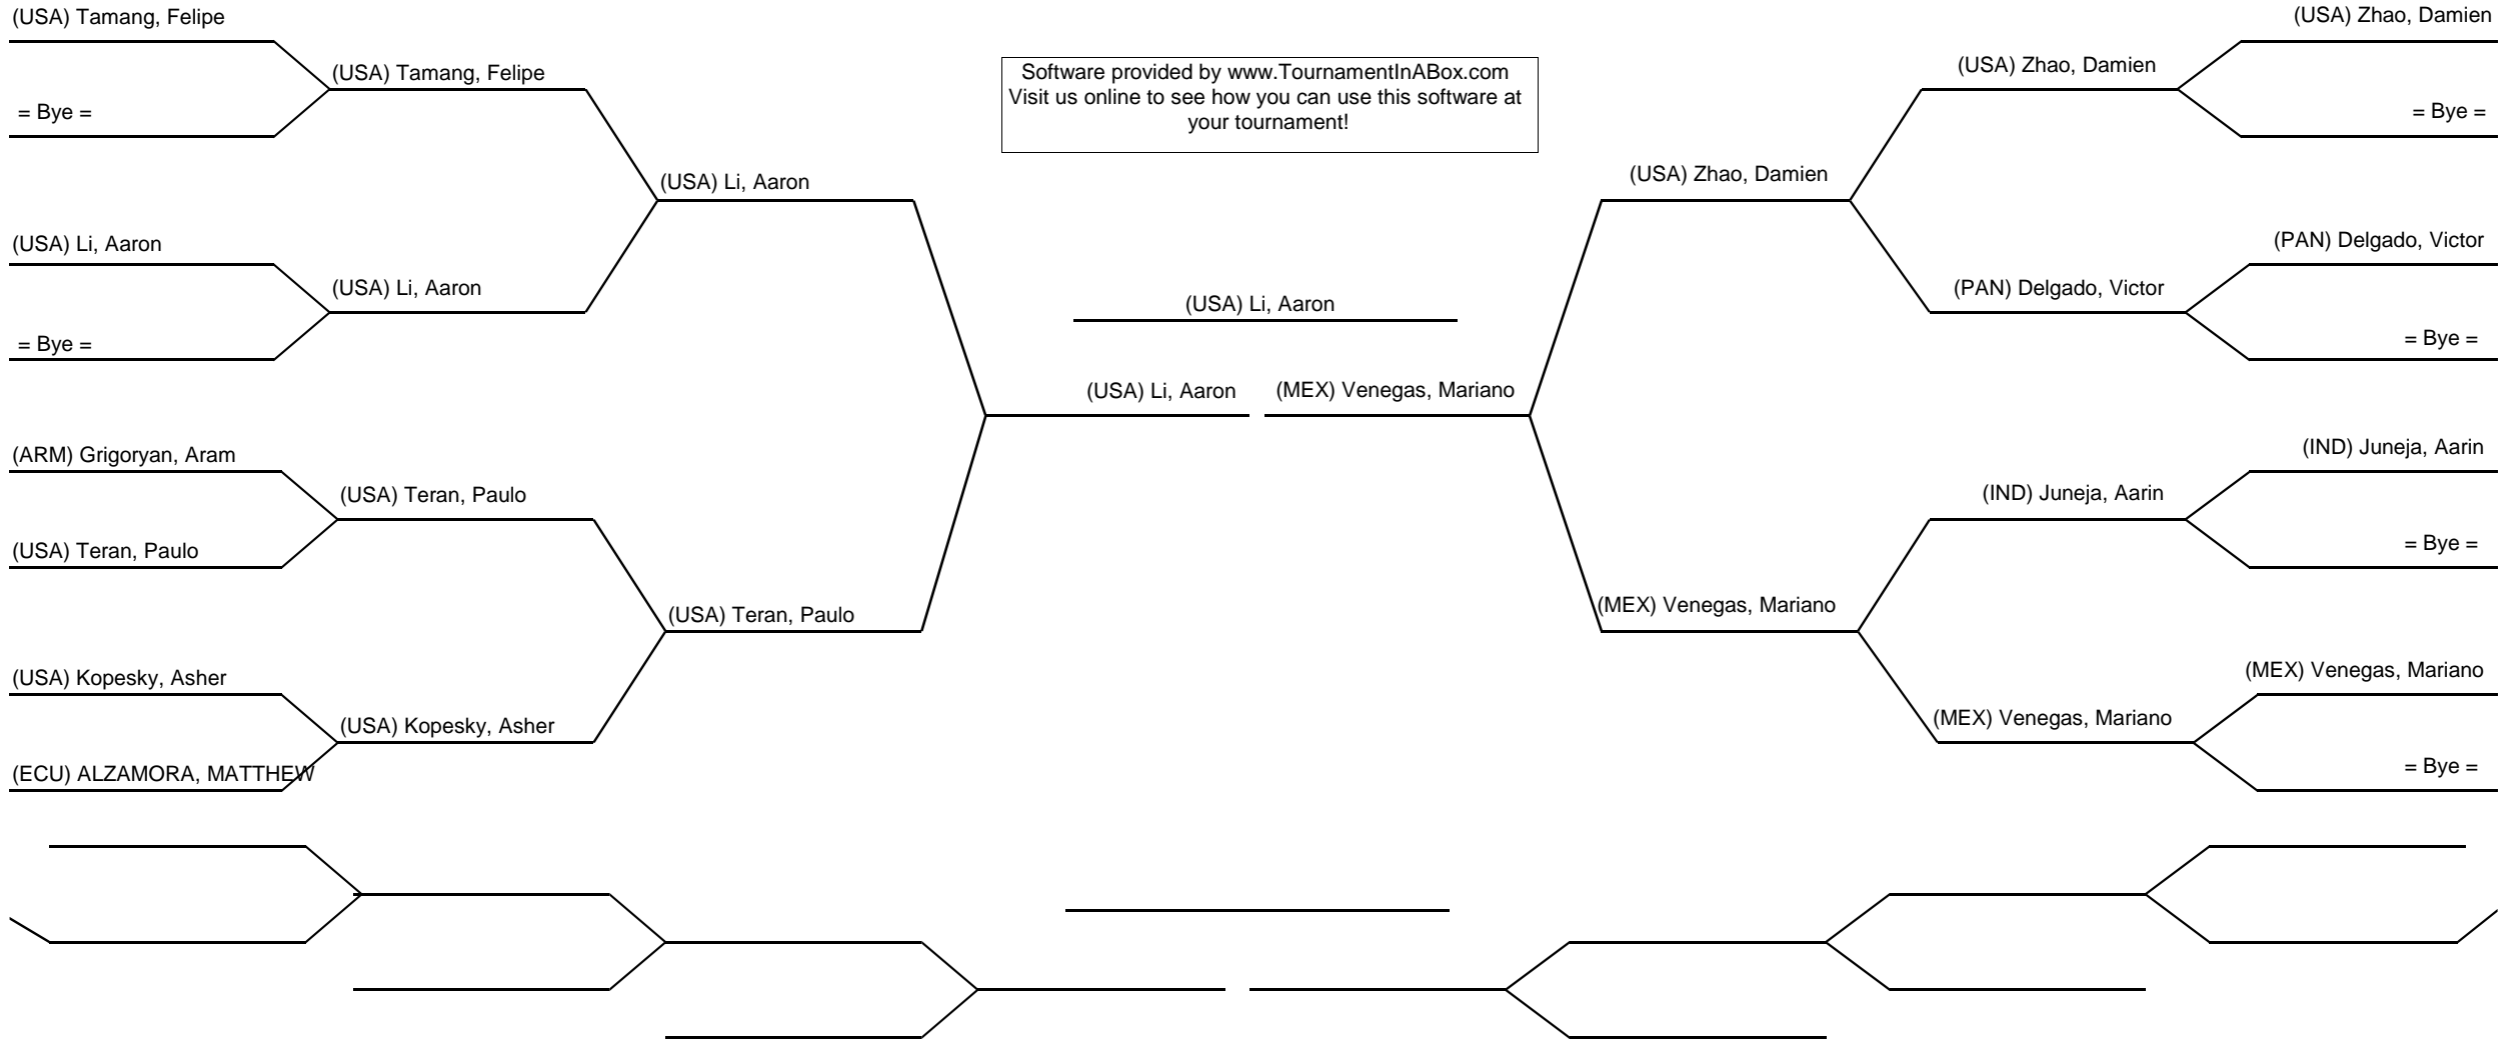 (USA) Tamang, Felipe
= Bye =
(USA) Li, Aaron
= Bye =
(ARM) Grigoryan, Aram
(USA) Teran, Paulo
(USA) Kopesky, Asher
(ECU) ALZAMORA, MATTHEW
(USA) Tamang, Felipe
(USA) Li, Aaron
(USA) Teran, Paulo
(USA) Kopesky, Asher
(USA) Li, Aaron
(USA) Teran, Paulo
Software provided by www.TournamentInABox.com
Visit us online to see how you can use this software at
your tournament!
(USA) Li, Aaron
(USA) Li, Aaron
(MEX) Venegas, Mariano
(USA) Zhao, Damien
(MEX) Venegas, Mariano
(USA) Zhao, Damien
(PAN) Delgado, Victor
(IND) Juneja, Aarin
(MEX) Venegas, Mariano
(USA) Zhao, Damien
= Bye =
(PAN) Delgado, Victor
= Bye =
(IND) Juneja, Aarin
= Bye =
(MEX) Venegas, Mariano
= Bye =